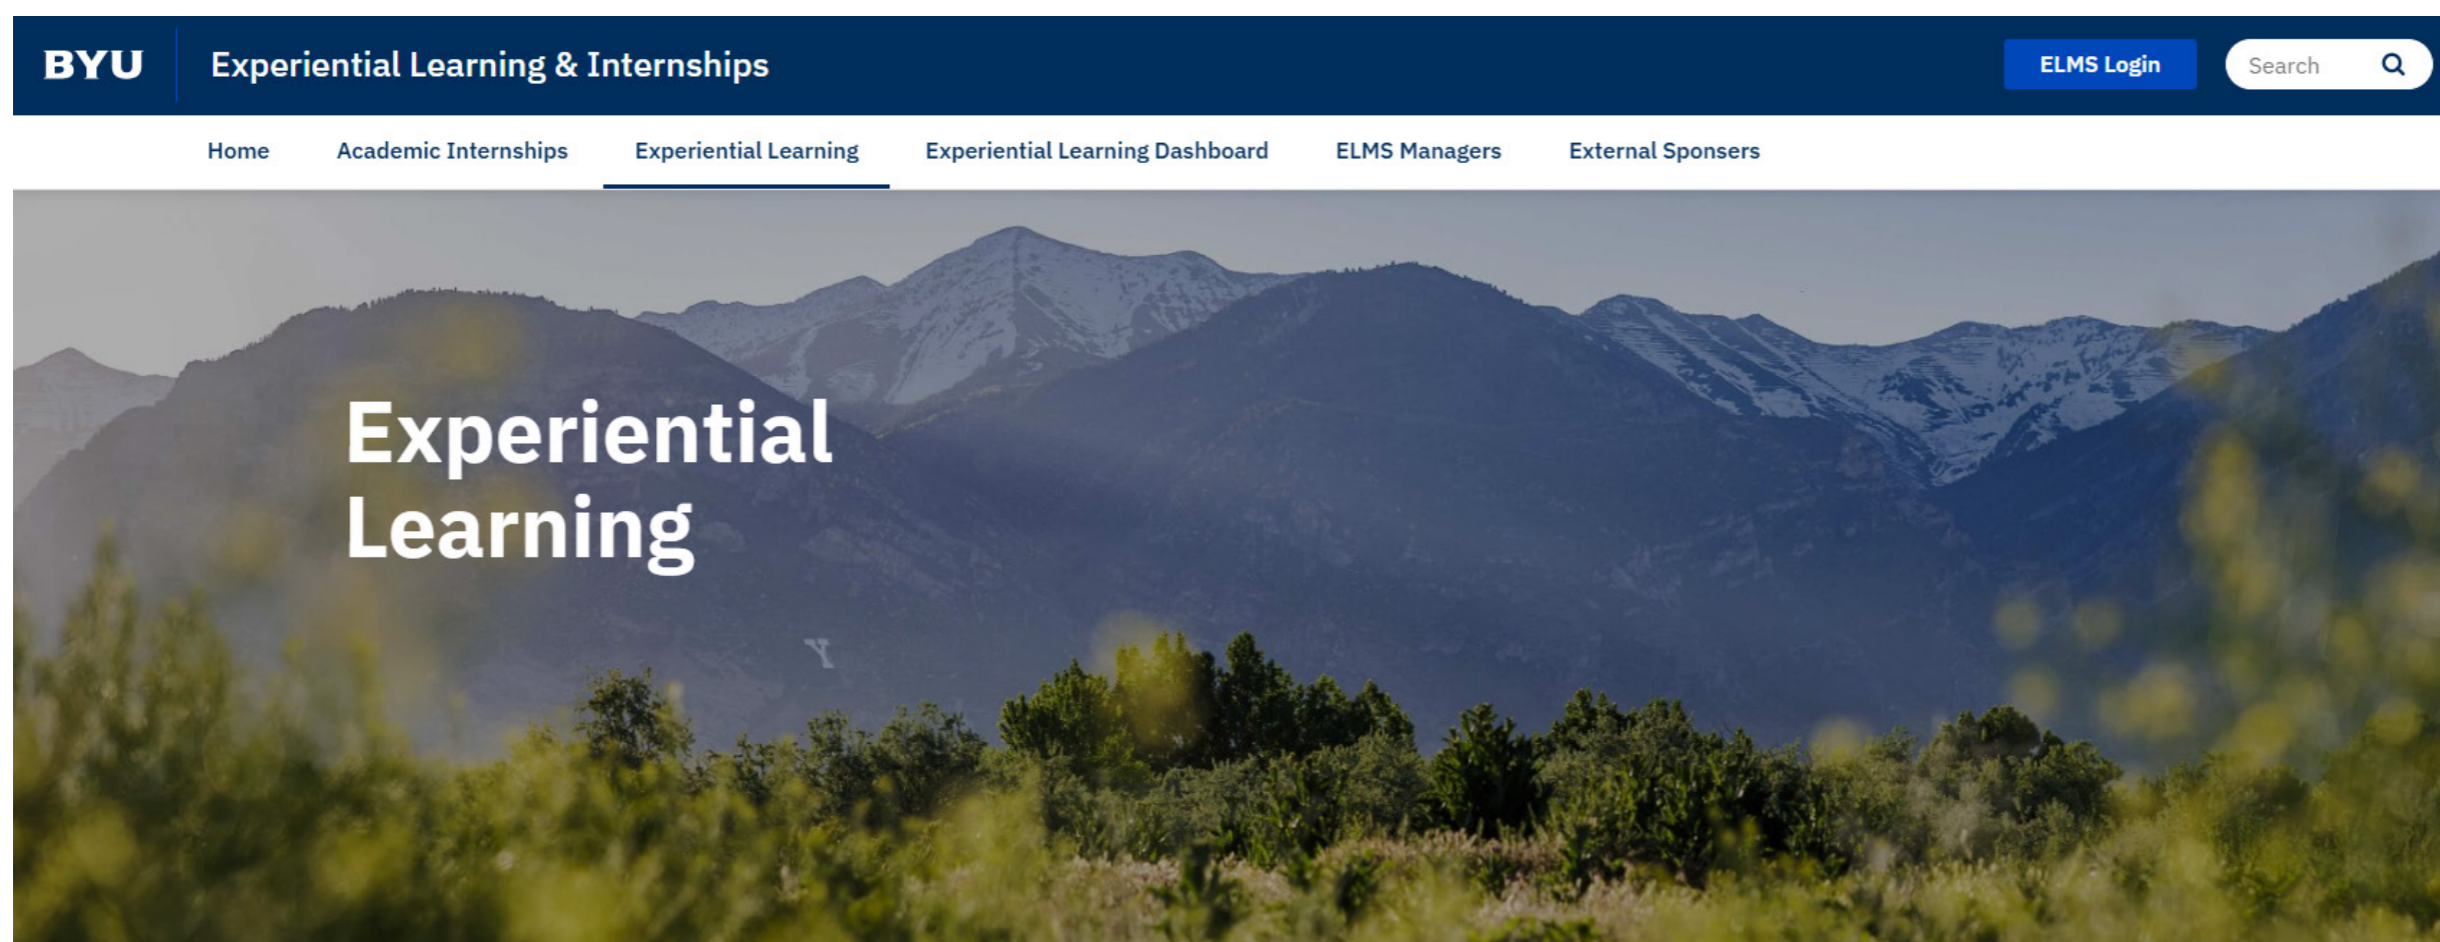 BYU
Experiential Learning & Internships
ELMS Login
Search
Home
Academic Internships
Experiential Learning
Experiential Learning Dashboard
ELMS Managers
External Sponsers
Experiential
Learning
Y